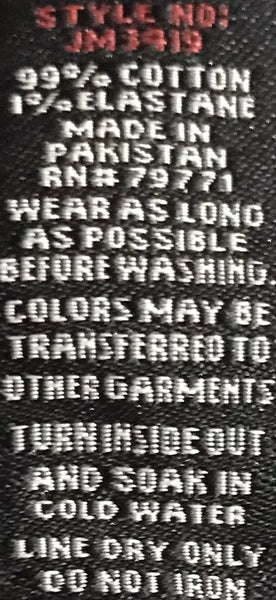 STYLE NO:
JM3419
99% COTTON
1% ELASTANE
MADE IN
PAKISTAN
RN# 79771
WEAR AS LONG
AS POSSIBLE
BEFORE WASHING
COLORS MAY BE
TRANSFERRED TO
OTHER GARMENTS
TURN INSIDE OUT
AND SOAK IN
COLD WATER
LINE DRY ONLY
DO NOT IRON